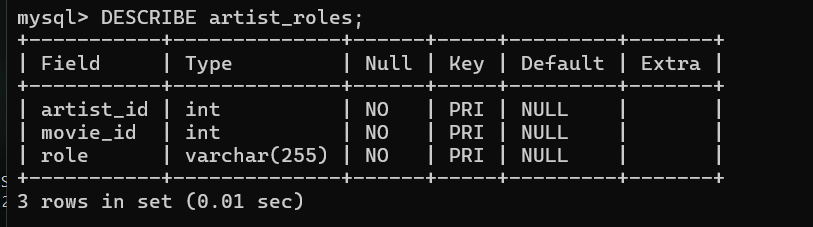 mysql> DESCRIBE artist_roles;
+-----------+--------------+------+-----+---------+-------+
| Field     | Type         | Null | Key | Default | Extra |
+-----------+--------------+------+-----+---------+-------+
| artist_id | int          | NO   | PRI | NULL    |       |
| movie_id  | int          | NO   | PRI | NULL    |       |
| role      | varchar(255) | NO   | PRI | NULL    |       |
+-----------+--------------+------+-----+---------+-------+
3 rows in set (0.01 sec)